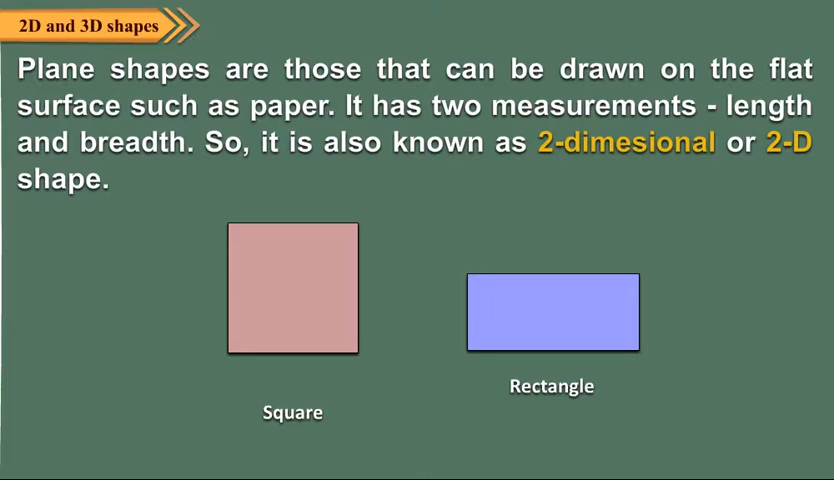 2D and 3D shapes
Plane shapes are those that can be drawn on the flat
surface such as paper. It has two measurements - length
and breadth. So, it is also known as 2-dimesional or 2-D
shape.
Rectangle
Square